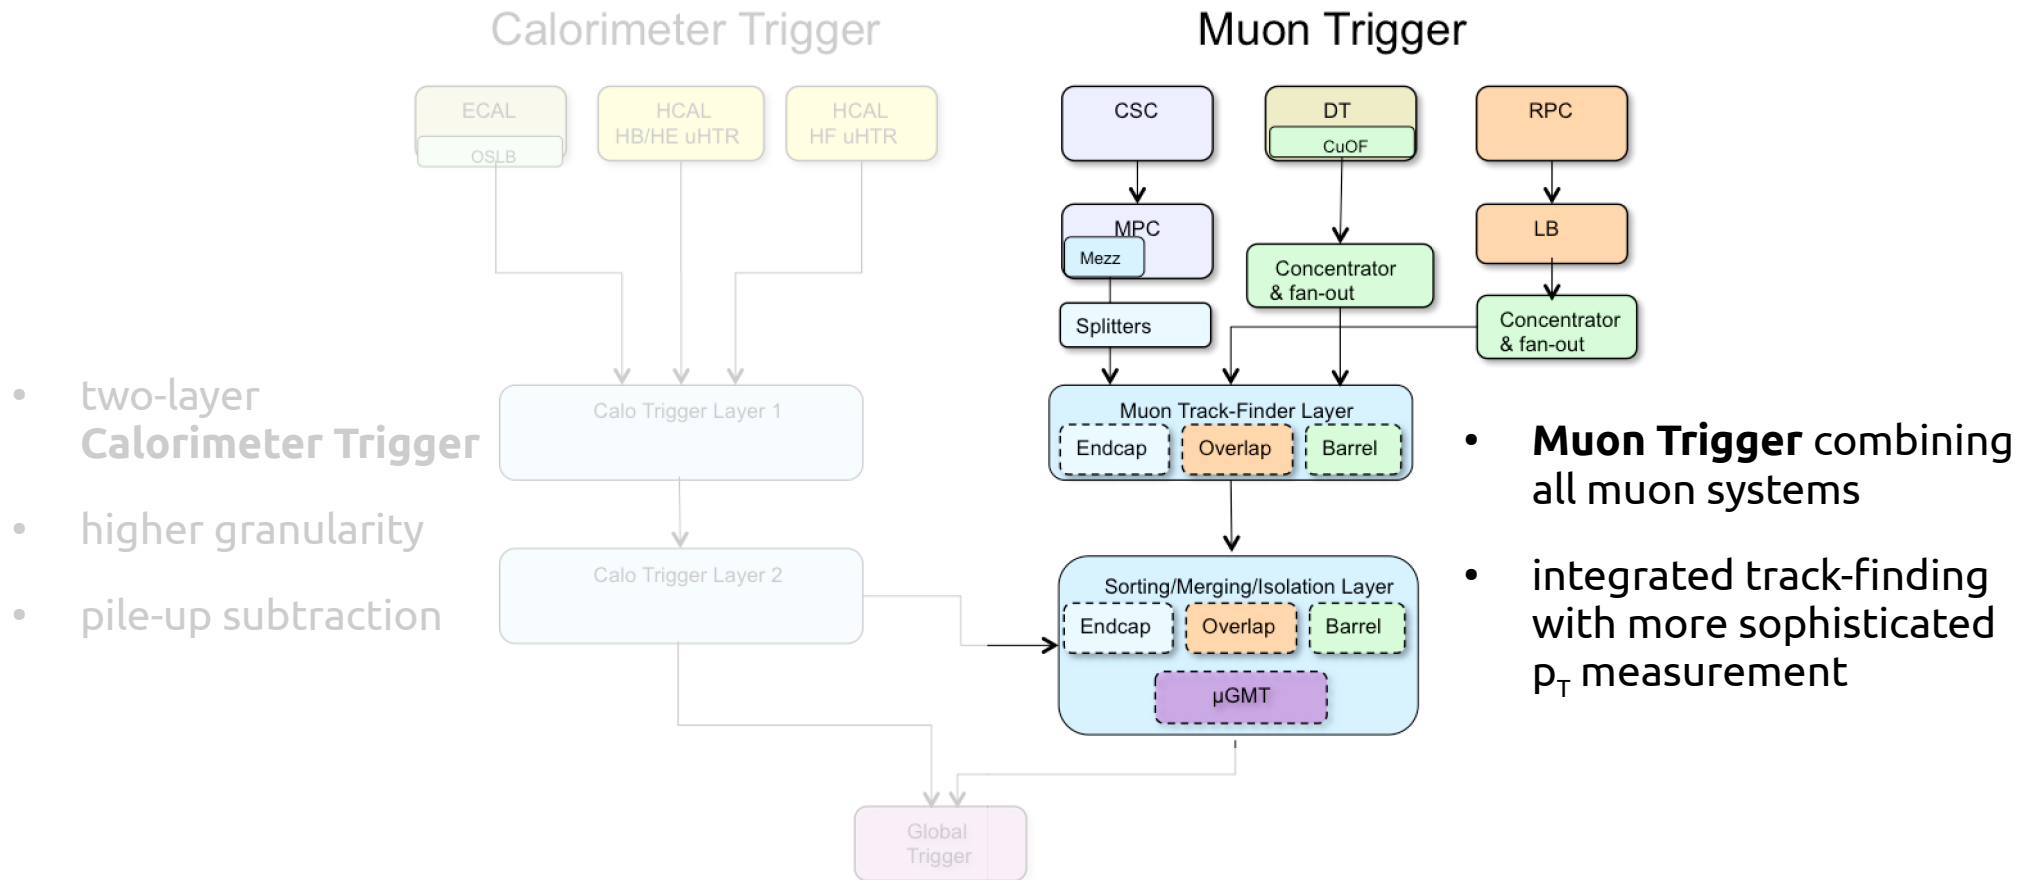 Calorimeter Trigger
Muon Trigger
ECAL
OSLB
HCAL
HB/HE uHTR
HCAL
HF uHTR
CSC
DT
CuOF
RPC
MPC
Mezz
LB
Concentrator
& fan-out
Splitters
Concentrator
& fan-out
• two-layer
Calorimeter Trigger
• higher granularity
• pile-up subtraction
Calo Trigger Layer 1
Muon Track-Finder Layer
Endcap
Overlap
Barrel
Calo Trigger Layer 2
Sorting/Merging/Isolation Layer
Endcap
Overlap
Barrel
µGMT
• Muon Trigger combining
all muon systems
• integrated track-finding
with more sophisticated
pT measurement
Global
Trigger